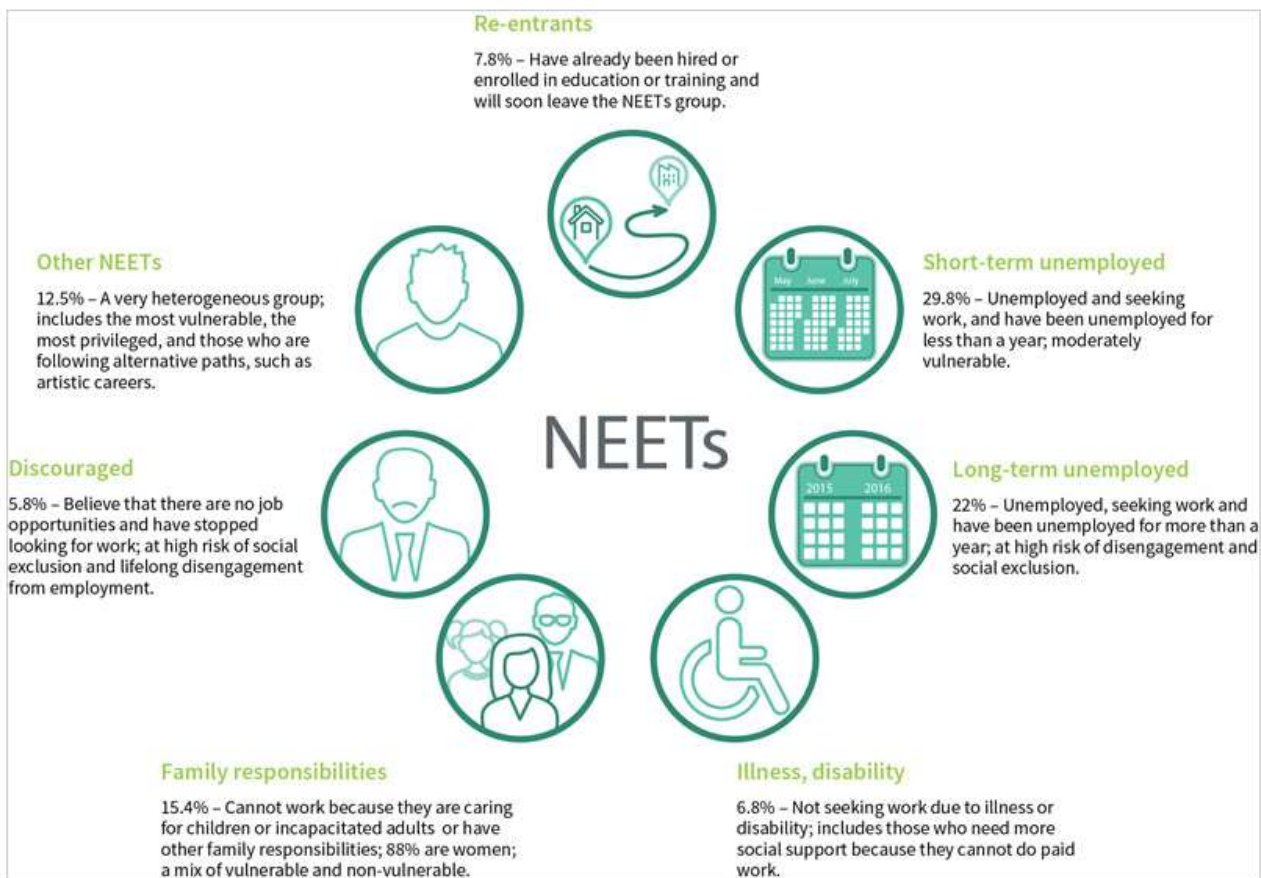 Re-entrants
7.8% – Have already been hired or
enrolled in education or training and
will soon leave the NEETs group.
Other NEETs
12.5% – A very heterogeneous group;
includes the most vulnerable, the
most privileged, and those who are
following alternative paths, such as
artistic careers.
May June July
Short-term unemployed
29.8% – Unemployed and seeking
work, and have been unemployed for
less than a year; moderately
vulnerable.
NEETs
Discouraged
5.8% – Believe that there are no job
opportunities and have stopped
looking for work; at high risk of social
exclusion and lifelong disengagement
from employment.
2015 2016
Long-term unemployed
22% – Unemployed, seeking work and
have been unemployed for more than a
year; at high risk of disengagement and
social exclusion.
Family responsibilities
15.4% – Cannot work because they are caring
for children or incapacitated adults or have
other family responsibilities; 88% are women;
a mix of vulnerable and non-vulnerable.
Illness, disability
6.8% – Not seeking work due to illness or
disability; includes those who need more
social support because they cannot do paid
work.